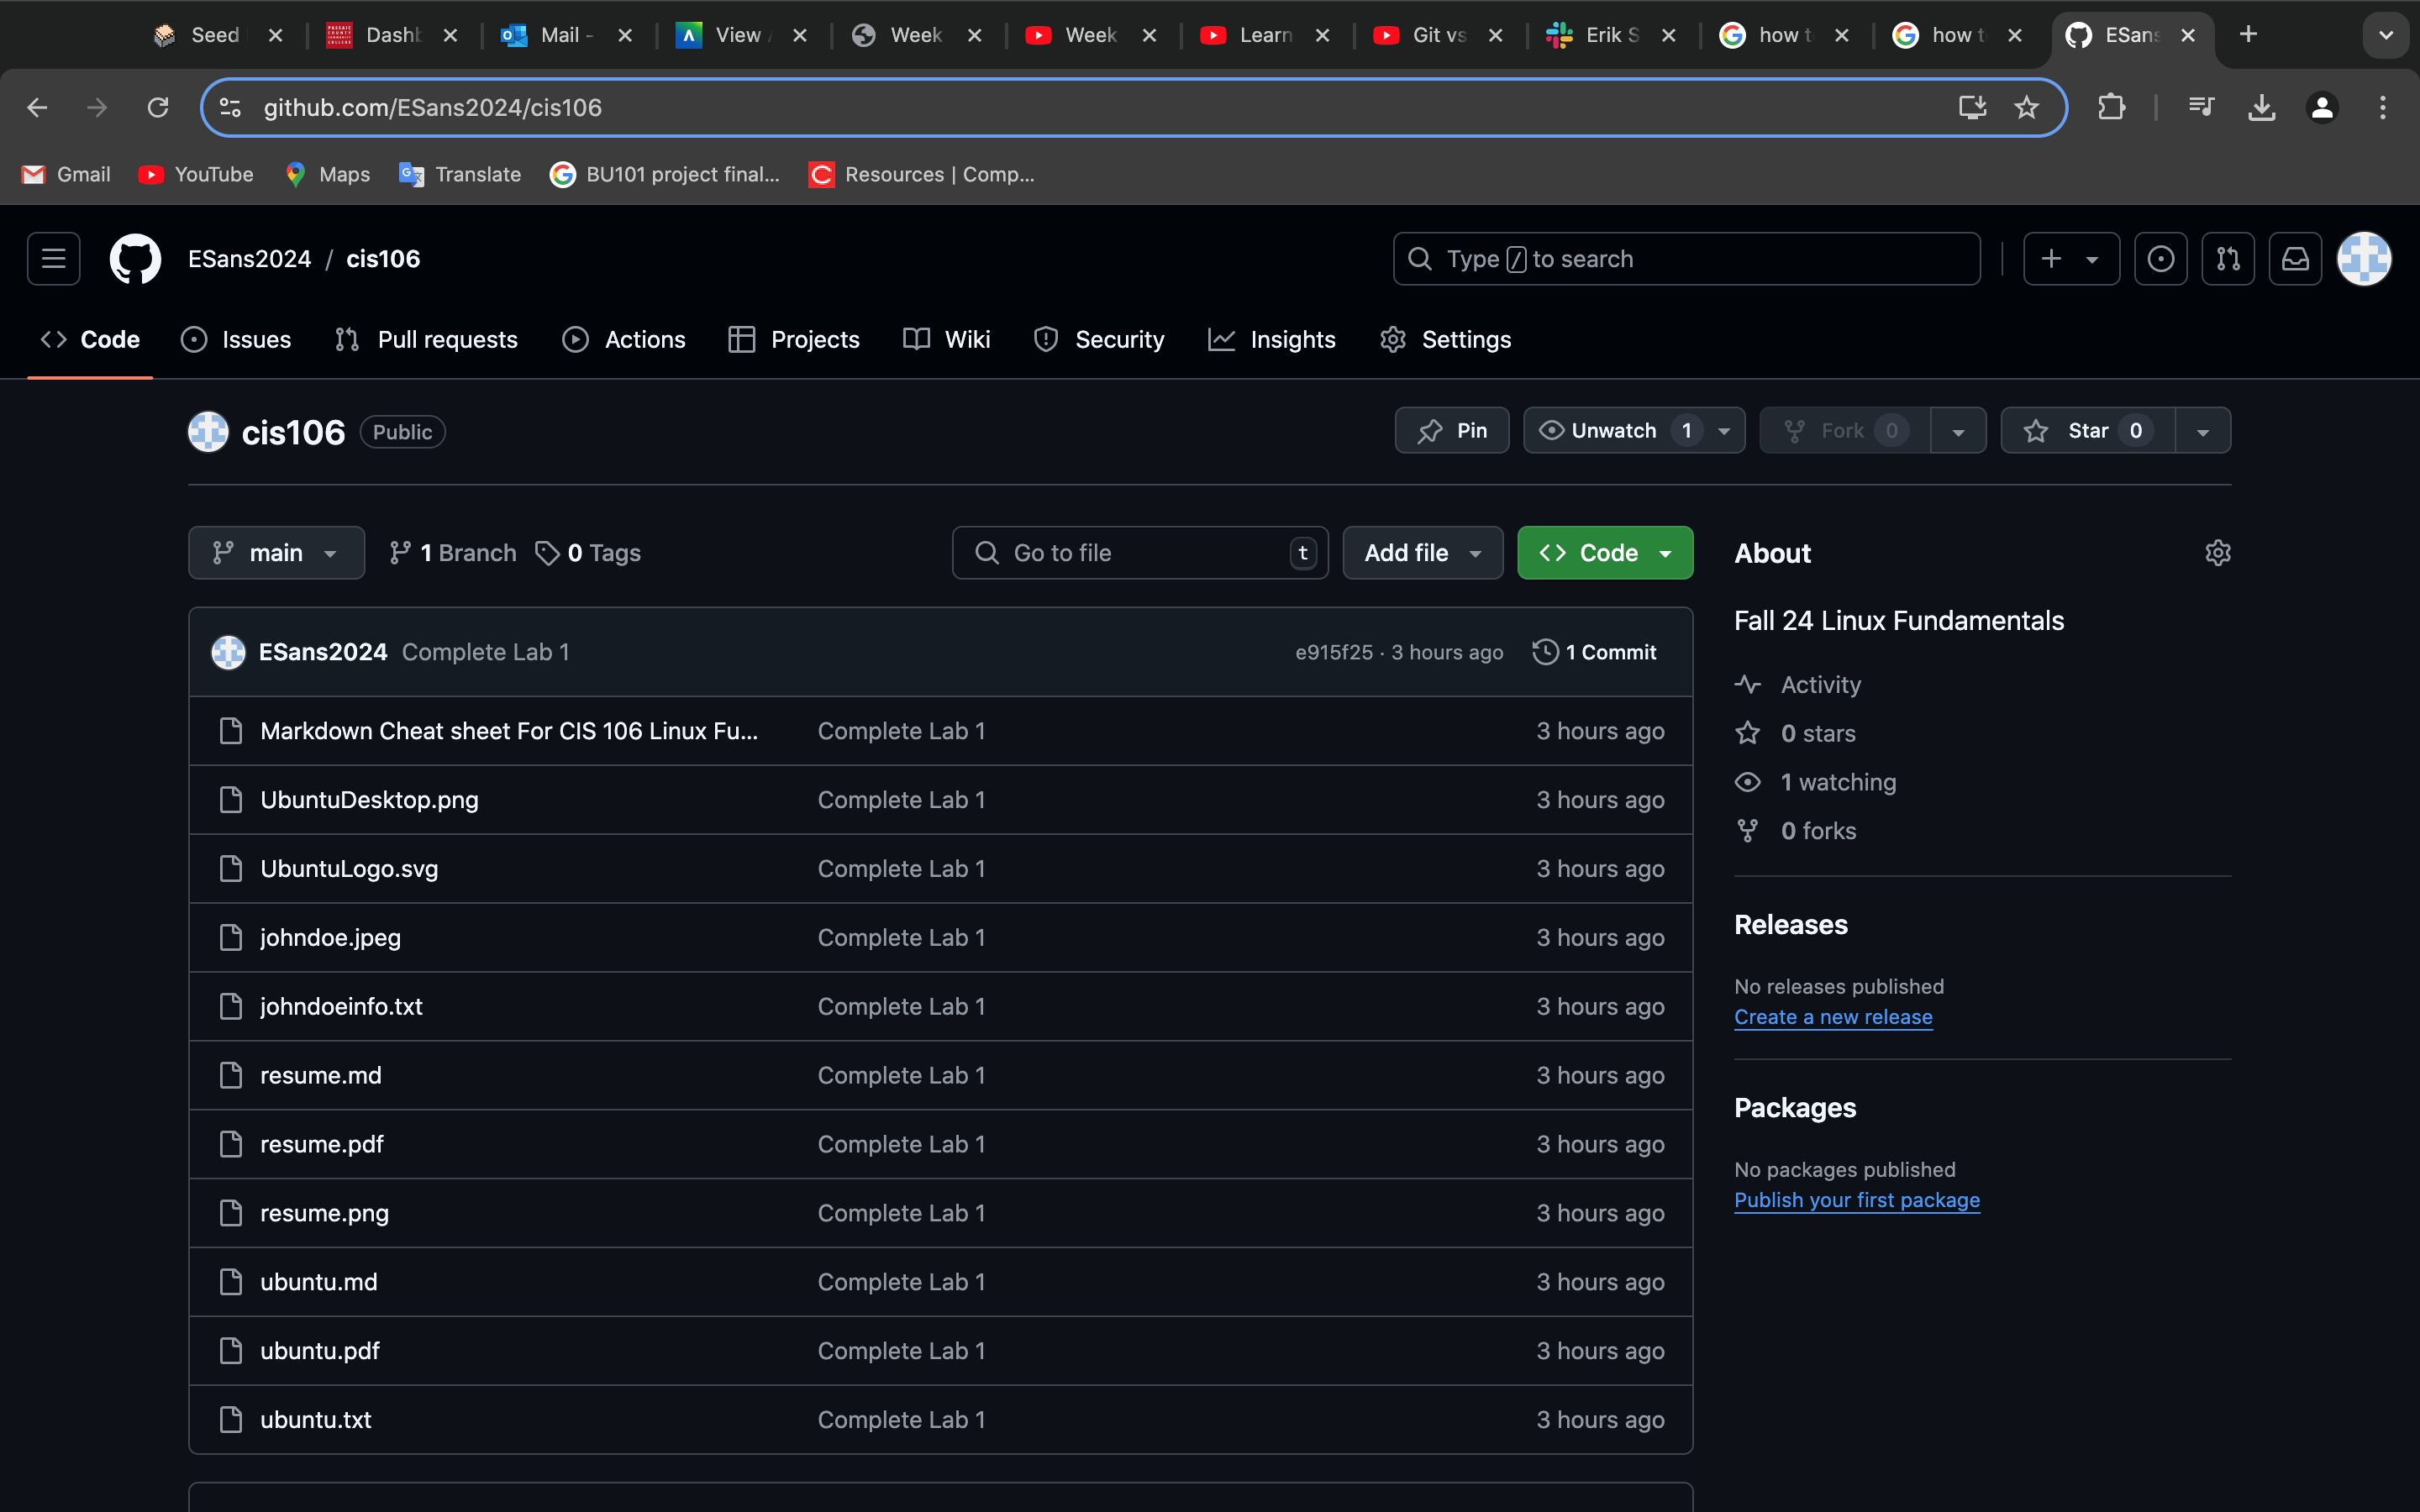 Seed Dashb Mail - View Week Week Learn Git vs Erik S how t how t ESans
github.com/ESans2024/cis106
Gmail YouTube Maps Translate BU101 project final... Resources | Comp...
ESans2024 / cis106 Type / to search
Code Issues Pull requests Actions Projects Wiki Security Insights Settings
cis106 Public Pin Unwatch 1 Fork 0 Star 0
main 1 Branch 0 Tags Go to file t Add file Code
ESans2024 Complete Lab 1 e915f25 · 3 hours ago 1 Commit
Markdown Cheat sheet For CIS 106 Linux Fu... Complete Lab 1 3 hours ago
UbuntuDesktop.png Complete Lab 1 3 hours ago
UbuntuLogo.svg Complete Lab 1 3 hours ago
johndoe.jpeg Complete Lab 1 3 hours ago
johndoeinfo.txt Complete Lab 1 3 hours ago
resume.md Complete Lab 1 3 hours ago
resume.pdf Complete Lab 1 3 hours ago
resume.png Complete Lab 1 3 hours ago
ubuntu.md Complete Lab 1 3 hours ago
ubuntu.pdf Complete Lab 1 3 hours ago
ubuntu.txt Complete Lab 1 3 hours ago
About
Fall 24 Linux Fundamentals
Activity
0 stars
1 watching
0 forks
Releases
No releases published
Create a new release
Packages
No packages published
Publish your first package